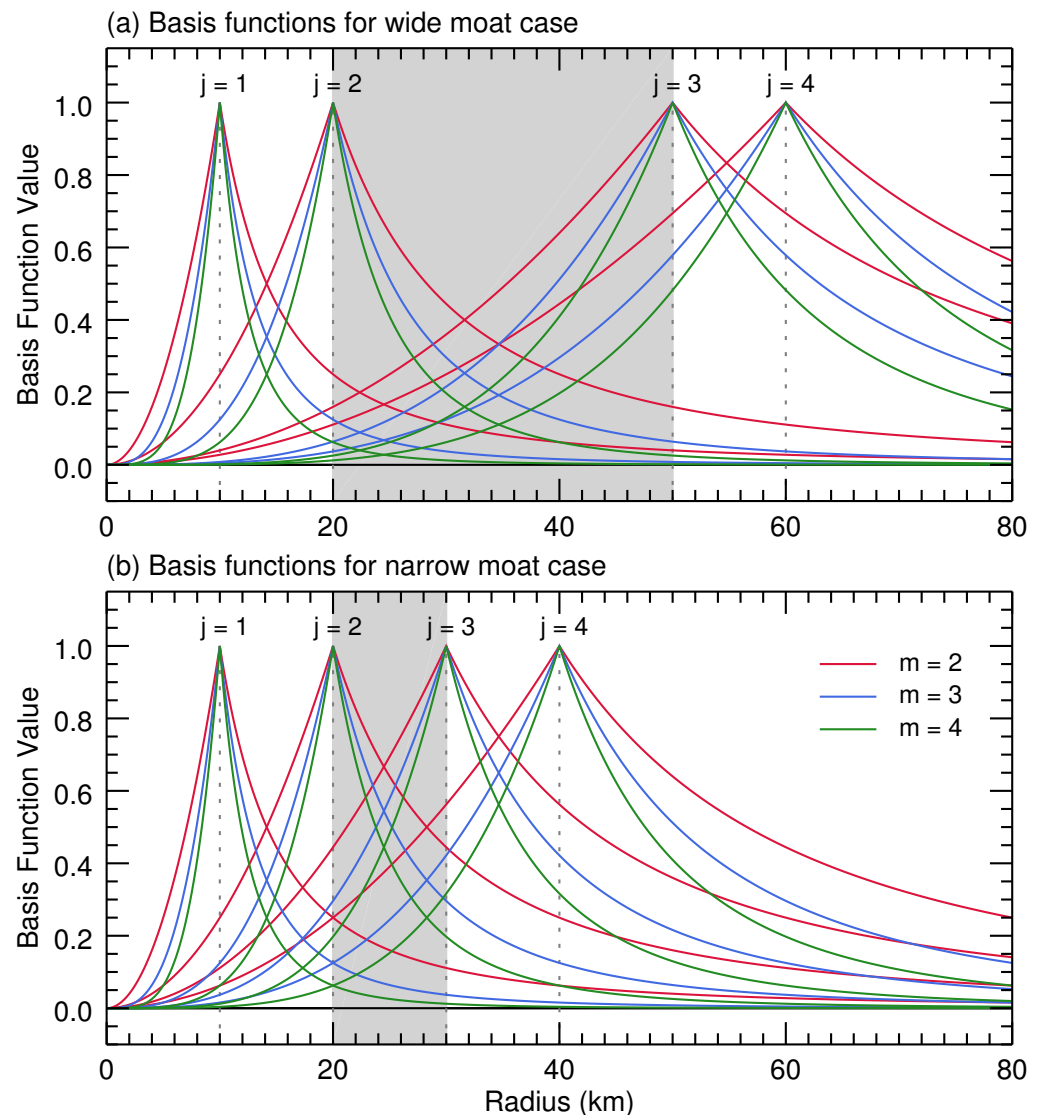 (a) Basis functions for wide moat case
j = 1 j = 2 j = 3 j = 4
1.0
0.8
0.6
0.4
0.2
0.0
Basis Function Value
0 20 40 60 80
(b) Basis functions for narrow moat case
j = 1 j = 2 j = 3 j = 4
1.0
0.8
0.6
0.4
0.2
0.0
Basis Function Value
m = 2
m = 3
m = 4
0 20 40 60 80
Radius (km)